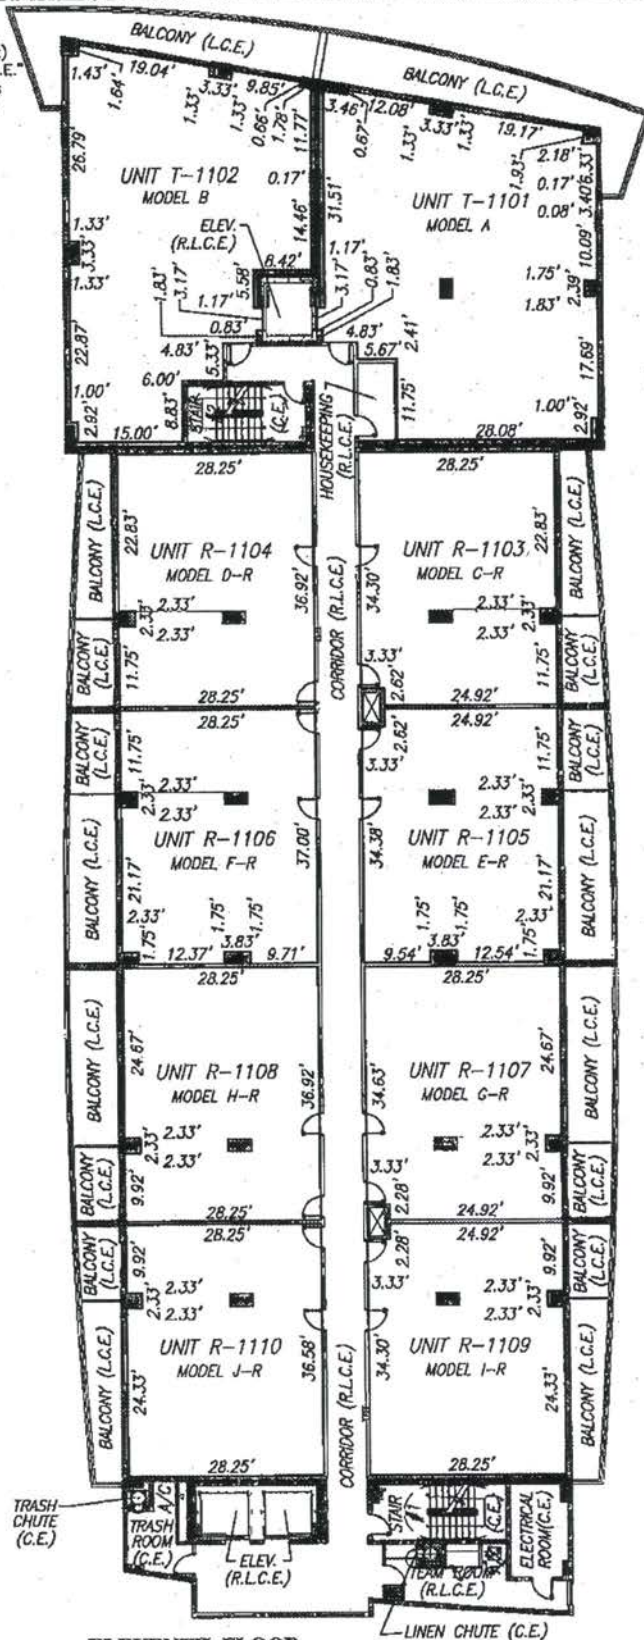 BALCONY (L.C.E.)
BALCONY (L.C.E.)
.E."
1.43'
19.04'
1.64'
3.33'
1.33'
1.33'
9.85'
0.66'
1.78'
11.77'
3.46'
12.08'
0.67'
3.33'
1.33'
1.33'
19.17'
2.18'
1.93'
6.33'
0.17'
3.40'
0.08'
26.79'
UNIT T-1102
MODEL B
0.17'
31.51'
UNIT T-1101
MODEL A
10.09'
ELEV.
(R.L.C.E.)
14.46'
1.33'
3.33'
1.33'
8.42'
5.58'
1.83'
3.17'
1.17'
0.83'
1.17'
3.17'
0.83'
1.83'
1.75'
1.83'
2.39'
22.87'
4.83'
5.33'
4.83'
2.41'
5.67'
17.69'
6.00'
1.00'
2.92'
8.83'
STAIR
(C.E.)
11.75'
1.00'
2.92'
15.00'
28.08'
HOUSEKEEPING
(R.L.C.E.)
28.25'
28.25'
BALCONY (L.C.E.)
22.83'
UNIT R-1104
MODEL D-R
36.92'
CORRIDOR (R.L.C.E)
34.30'
UNIT R-1103
MODEL C-R
22.83'
BALCONY (L.C.E.)
2.33'
2.33'
2.33'
2.33'
2.33'
2.33'
BALCONY
(L.C.E.)
11.75'
3.33'
2.62'
11.75'
BALCONY
(L.C.E.)
28.25'
24.92'
28.25'
24.92'
BALCONY
(L.C.E.)
11.75'
2.62'
3.33'
11.75'
BALCONY
(L.C.E.)
2.33'
2.33'
2.33'
2.33'
2.33'
2.33'
BALCONY (L.C.E.)
UNIT R-1106
MODEL F-R
37.00'
34.38'
UNIT R-1105
MODEL E-R
BALCONY (L.C.E.)
21.17'
21.17'
2.33'
1.75'
1.75'
1.75'
3.83'
12.37'
9.71'
1.75'
1.75'
2.33'
1.75'
9.54'
3.83'
12.54'
28.25'
28.25'
BALCONY (L.C.E.)
24.67'
UNIT R-1108
MODEL H-R
36.92'
34.63'
UNIT R-1107
MODEL G-R
24.67'
BALCONY (L.C.E.)
2.33'
2.33'
2.33'
2.33'
2.33'
2.33'
BALCONY
(L.C.E.)
9.92'
3.33'
2.28'
9.92'
BALCONY
(L.C.E.)
28.25'
24.92'
28.25'
24.92'
BALCONY
(L.C.E.)
9.92'
2.28'
3.33'
9.92'
BALCONY
(L.C.E.)
2.33'
2.33'
2.33'
2.33'
2.33'
2.33'
BALCONY (L.C.E.)
UNIT R-1110
MODEL J-R
36.58'
34.30'
UNIT R-1109
MODEL I-R
BALCONY (L.C.E.)
24.33'
24.33'
CORRIDOR (R.L.C.E.)
28.25'
28.25'
TRASH
CHUTE
(C.E.)
A/C
TRASH
ROOM
(C.E.)
ELEV.
(R.L.C.E.)
STAIR
(C.E.)
ELECTRICAL
ROOM(C.E.)
TEAM ROOM
(R.L.C.E.)
LINEN CHUTE (C.E.)